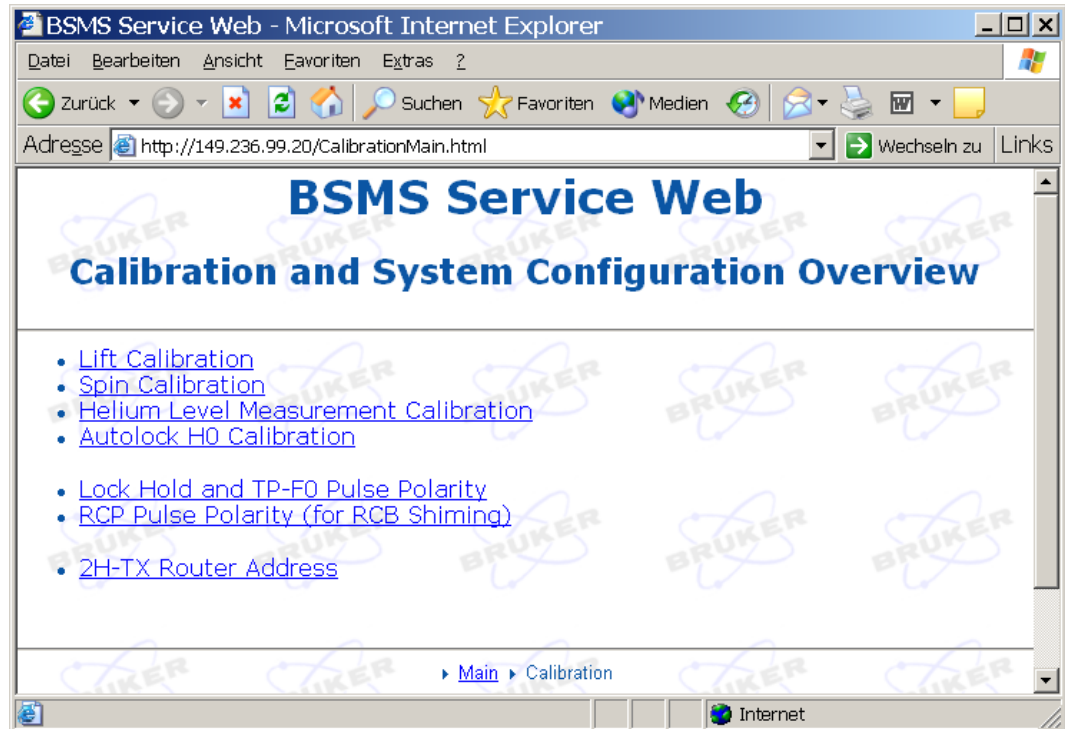 BSMS Service Web - Microsoft Internet Explorer
Datei Bearbeiten Ansicht Favoriten Extras ?
Zurück Suchen Favoriten Medien
Adresse http://149.236.99.20/CalibrationMain.html Wechseln zu Links
BSMS Service Web
Calibration and System Configuration Overview
Lift Calibration
Spin Calibration
Helium Level Measurement Calibration
Autolock H0 Calibration
Lock Hold and TP-F0 Pulse Polarity
RCP Pulse Polarity (for RCB Shiming)
2H-TX Router Address
Main Calibration
Internet
BRUKER